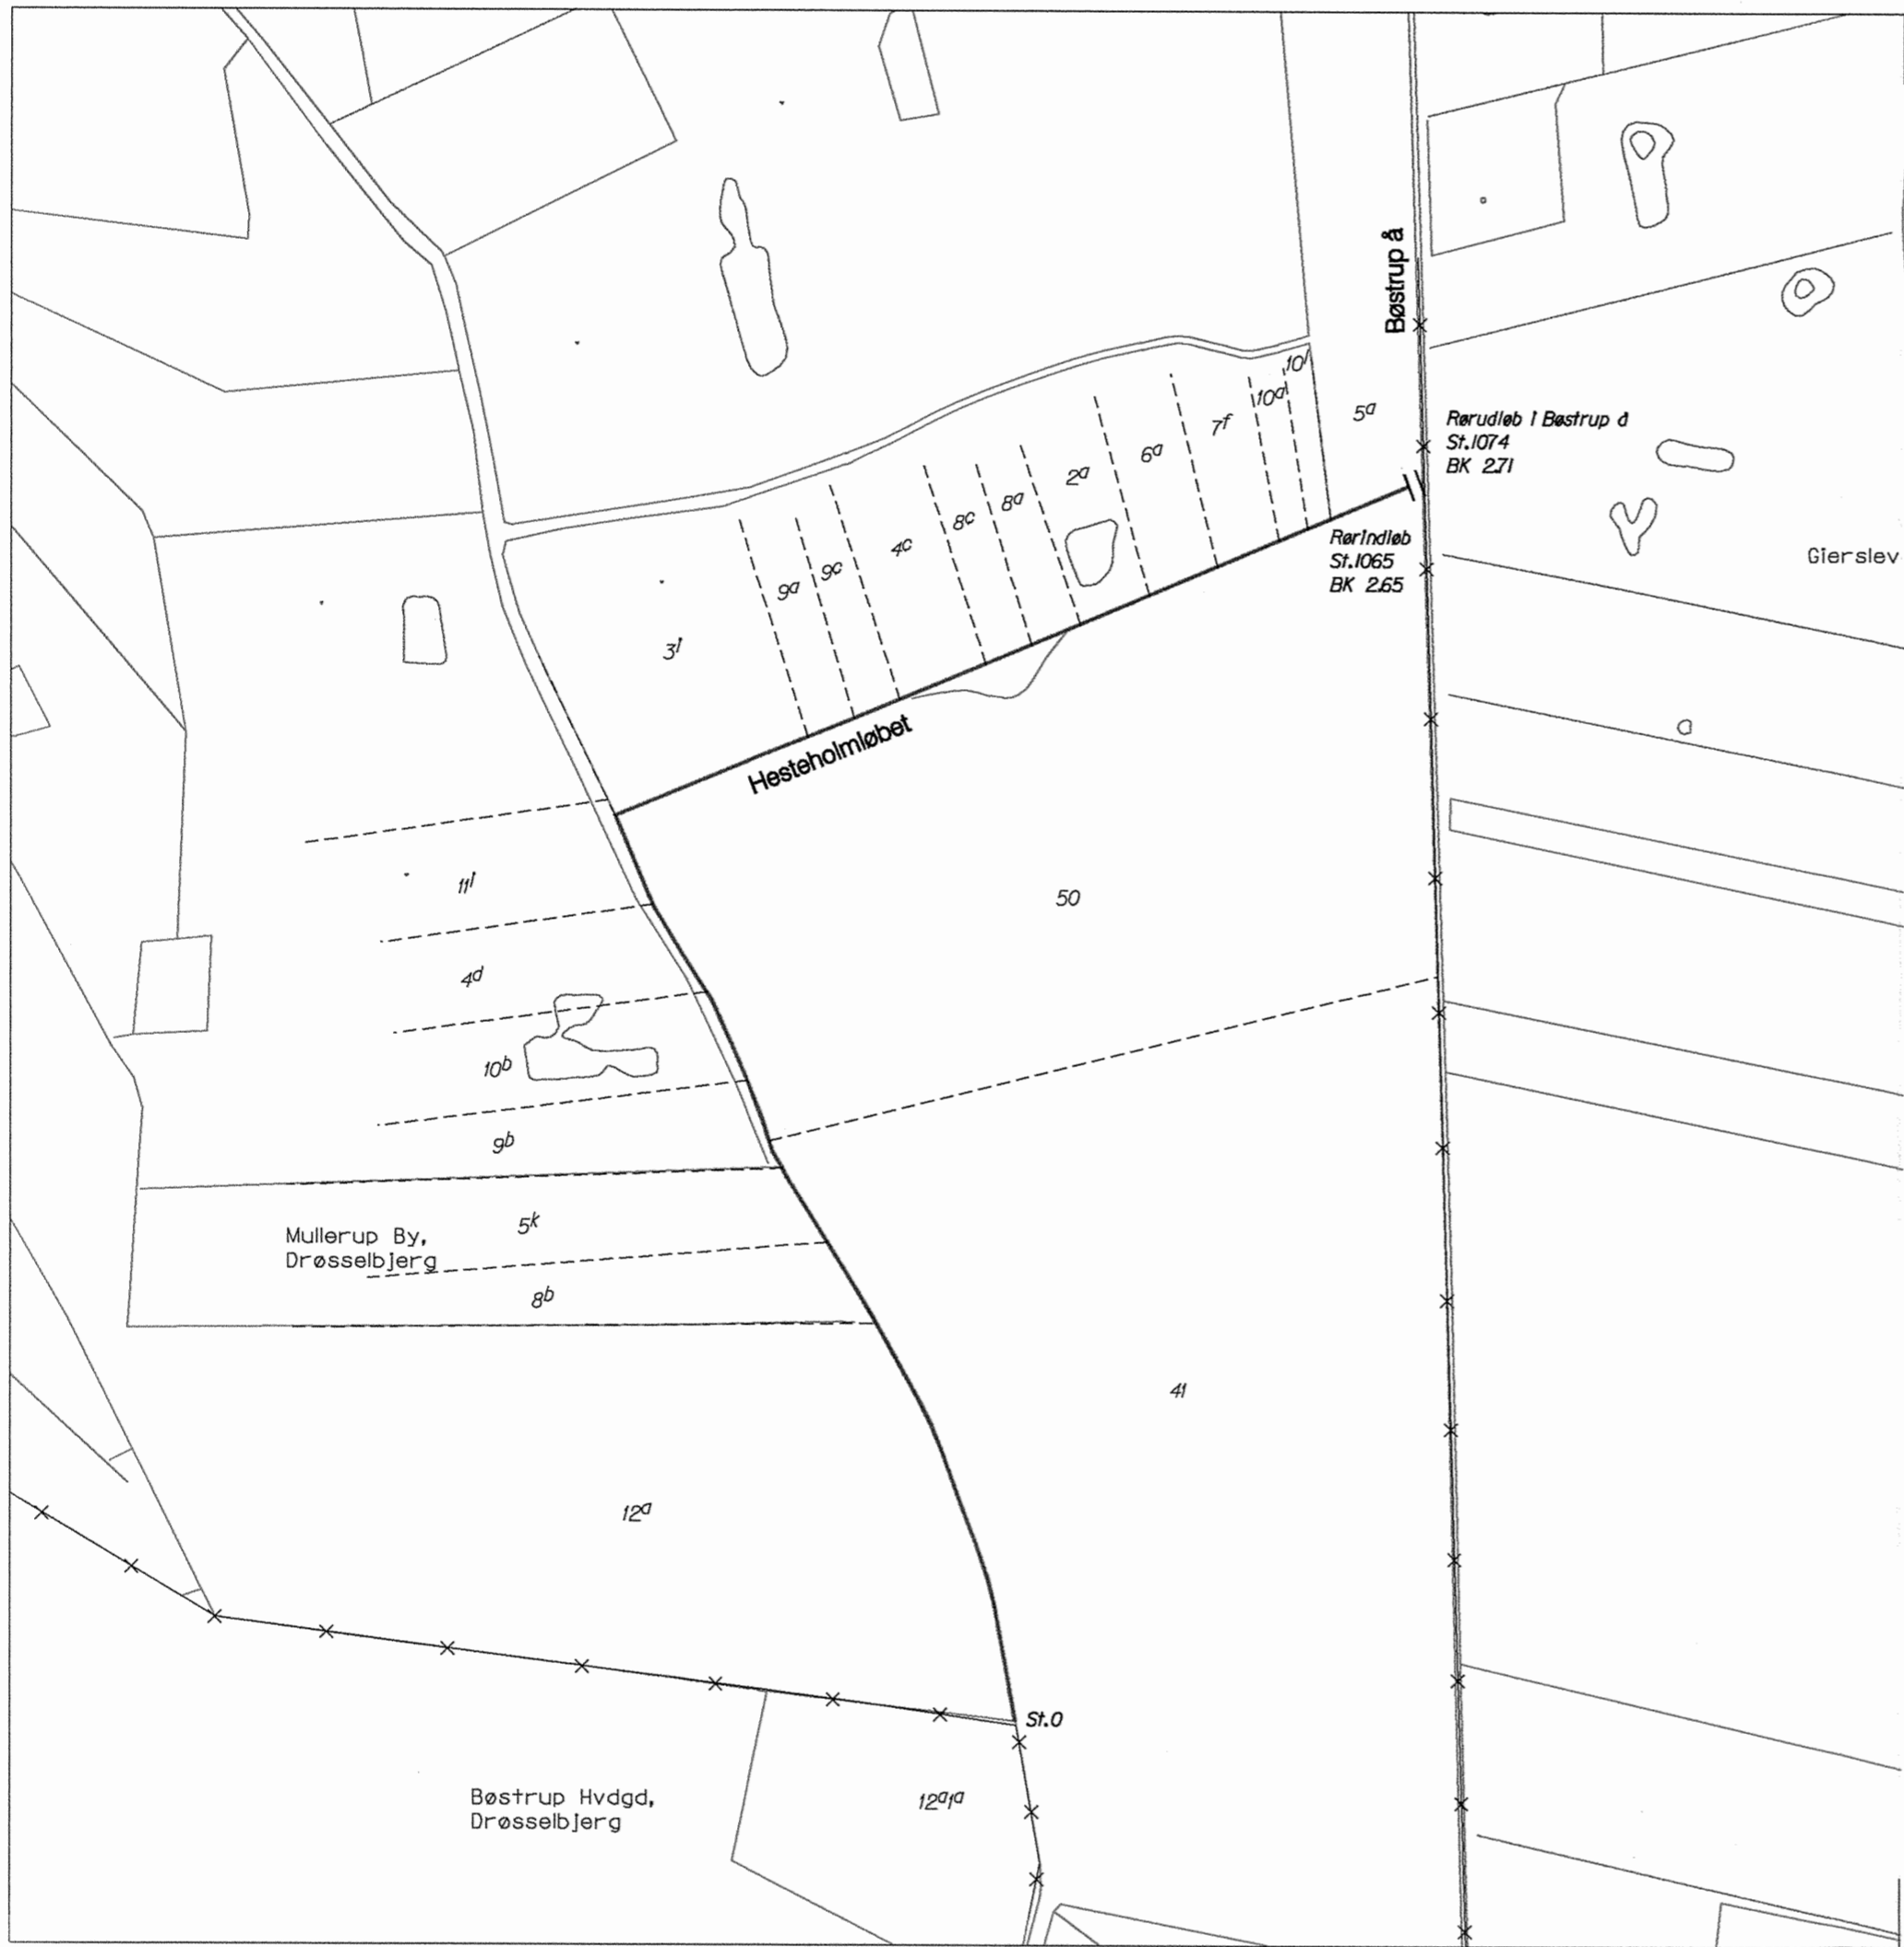 Bøstrup å
10l
10a
7f
5a
6a
2a
8a
8c
4c
9c
9a
3i
Rørudløb i Bøstrup å
St.1074
BK 2.71
Rørindløb
St.1065
BK 2.65
Gierslev
Hesteholmløbet
11i
50
4d
10b
9b
5k
Mullerup By,
Drøsselbjerg
8b
41
12a
St.0
Bøstrup Hvdgd,
Drøsselbjerg
12a1a